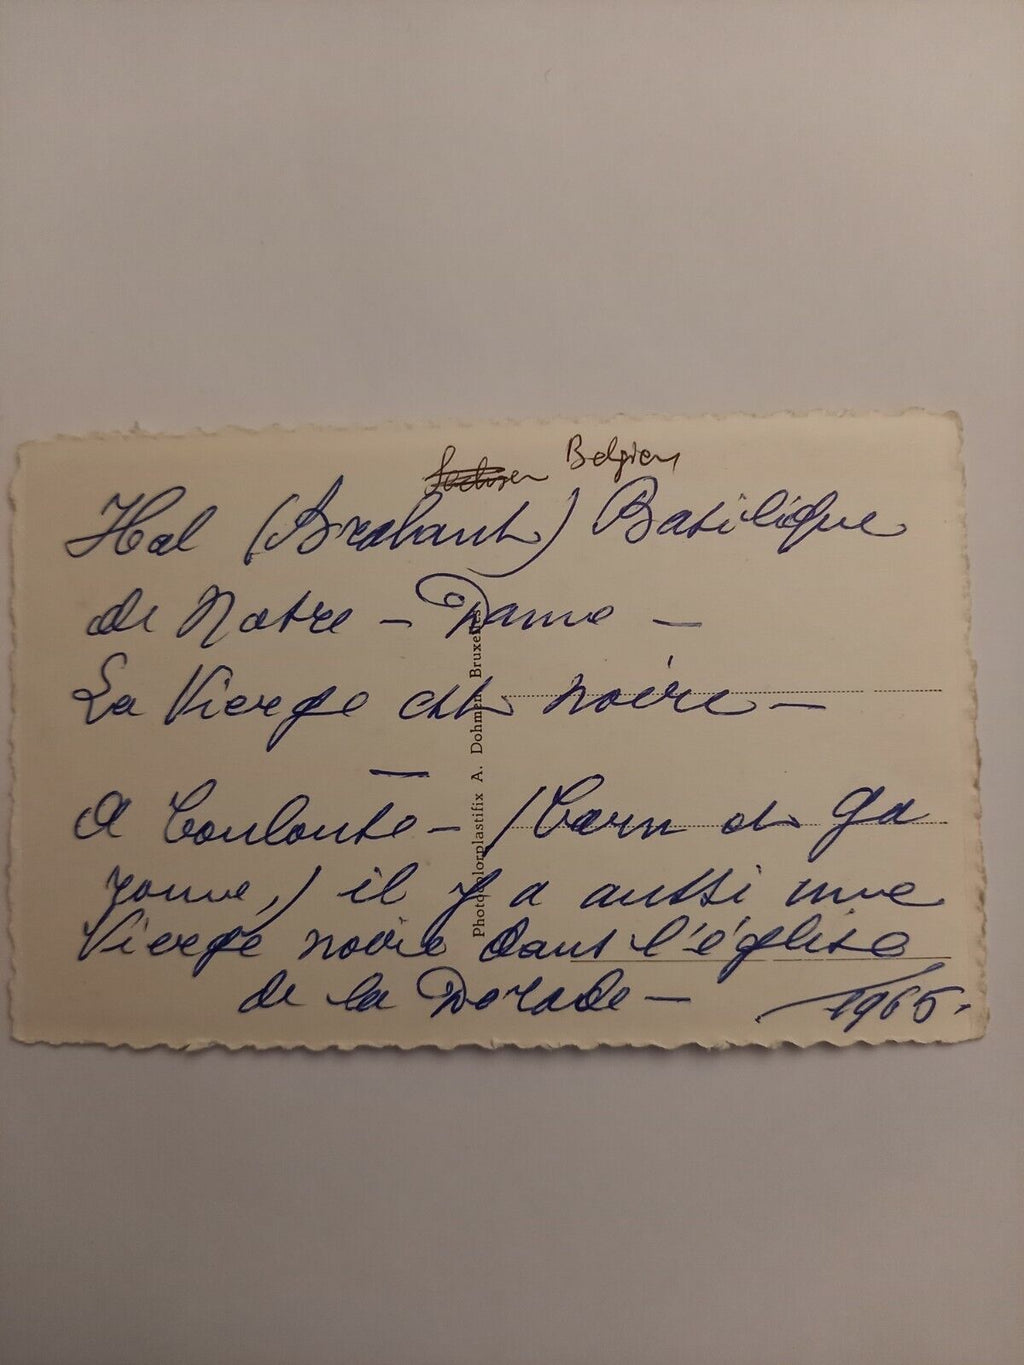 Belgien
Hal (Brabant) Basilique
de Notre - Dame -
La Vierge est noire -
A Toulouse - (Tarn et Ga
ronne,) il y a aussi une
Vierge noire dans l'église
de la Dorade -
1965.
Photocolorplastifix A. Dohmen Bruxelles